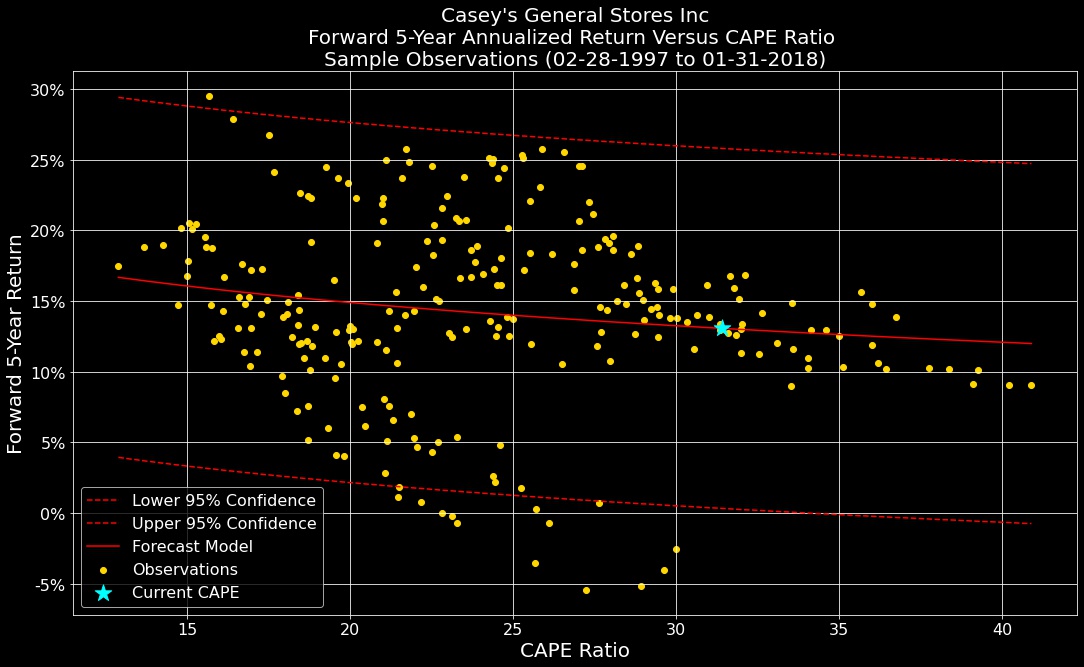 Casey's General Stores Inc
Forward 5-Year Annualized Return Versus CAPE Ratio
Sample Observations (02-28-1997 to 01-31-2018)
Forward 5-Year Return
30%
25%
20%
15%
10%
5%
0%
-5%
Lower 95% Confidence
Upper 95% Confidence
Forecast Model
Observations
Current CAPE
15 20 25 30 35 40
CAPE Ratio